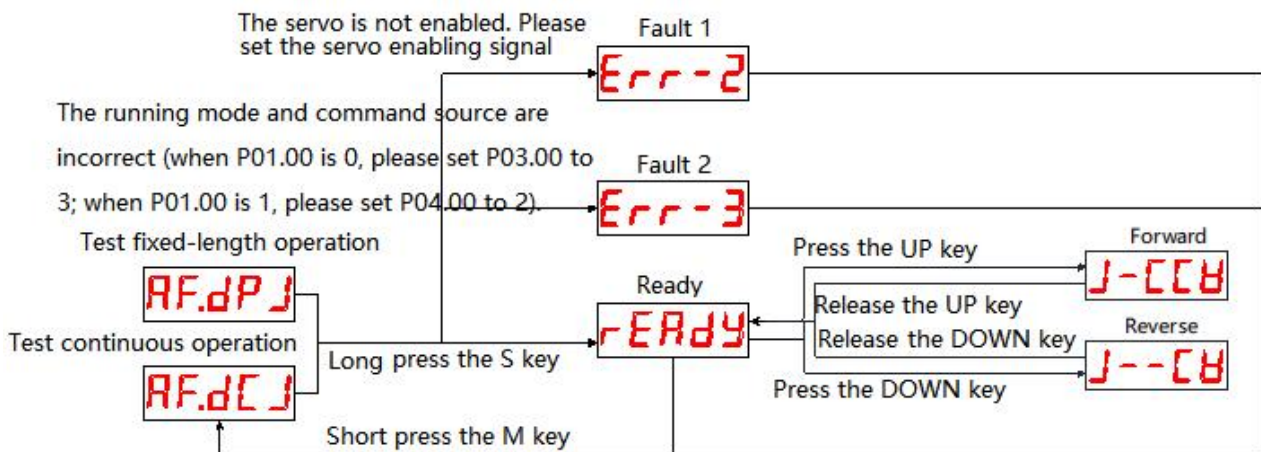 The servo is not enabled. Please
set the servo enabling signal
Fault 1
Err-2
The running mode and command source are
incorrect (when P01.00 is 0, please set P03.00 to
3; when P01.00 is 1, please set P04.00 to 2).
Fault 2
Err-3
Test fixed-length operation
AF.dPJ
Test continuous operation
AF.dCJ
Long press the S key
Ready
rEAdY
Press the UP key
Release the UP key
Release the DOWN key
Press the DOWN key
Forward
J-CCW
Reverse
J--CW
Short press the M key